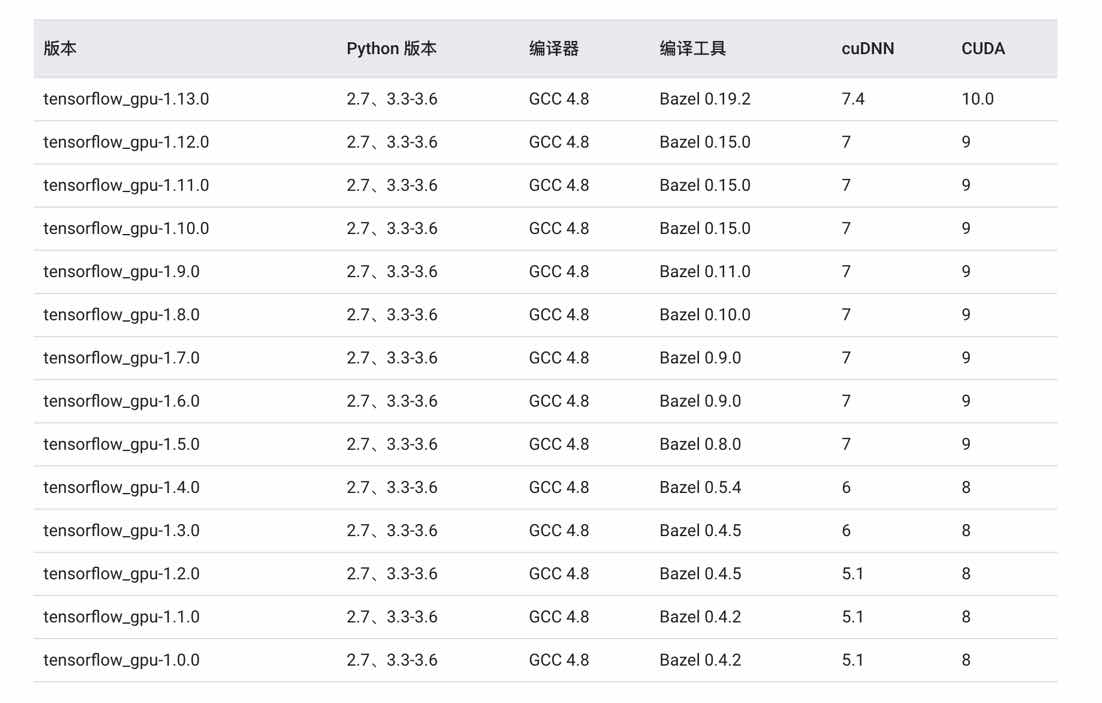 版本 Python 版本 编译器 编译工具 cuDNN CUDA
tensorflow_gpu-1.13.0 2.7、3.3-3.6 GCC 4.8 Bazel 0.19.2 7.4 10.0
tensorflow_gpu-1.12.0 2.7、3.3-3.6 GCC 4.8 Bazel 0.15.0 7 9
tensorflow_gpu-1.11.0 2.7、3.3-3.6 GCC 4.8 Bazel 0.15.0 7 9
tensorflow_gpu-1.10.0 2.7、3.3-3.6 GCC 4.8 Bazel 0.15.0 7 9
tensorflow_gpu-1.9.0 2.7、3.3-3.6 GCC 4.8 Bazel 0.11.0 7 9
tensorflow_gpu-1.8.0 2.7、3.3-3.6 GCC 4.8 Bazel 0.10.0 7 9
tensorflow_gpu-1.7.0 2.7、3.3-3.6 GCC 4.8 Bazel 0.9.0 7 9
tensorflow_gpu-1.6.0 2.7、3.3-3.6 GCC 4.8 Bazel 0.9.0 7 9
tensorflow_gpu-1.5.0 2.7、3.3-3.6 GCC 4.8 Bazel 0.8.0 7 9
tensorflow_gpu-1.4.0 2.7、3.3-3.6 GCC 4.8 Bazel 0.5.4 6 8
tensorflow_gpu-1.3.0 2.7、3.3-3.6 GCC 4.8 Bazel 0.4.5 6 8
tensorflow_gpu-1.2.0 2.7、3.3-3.6 GCC 4.8 Bazel 0.4.5 5.1 8
tensorflow_gpu-1.1.0 2.7、3.3-3.6 GCC 4.8 Bazel 0.4.2 5.1 8
tensorflow_gpu-1.0.0 2.7、3.3-3.6 GCC 4.8 Bazel 0.4.2 5.1 8